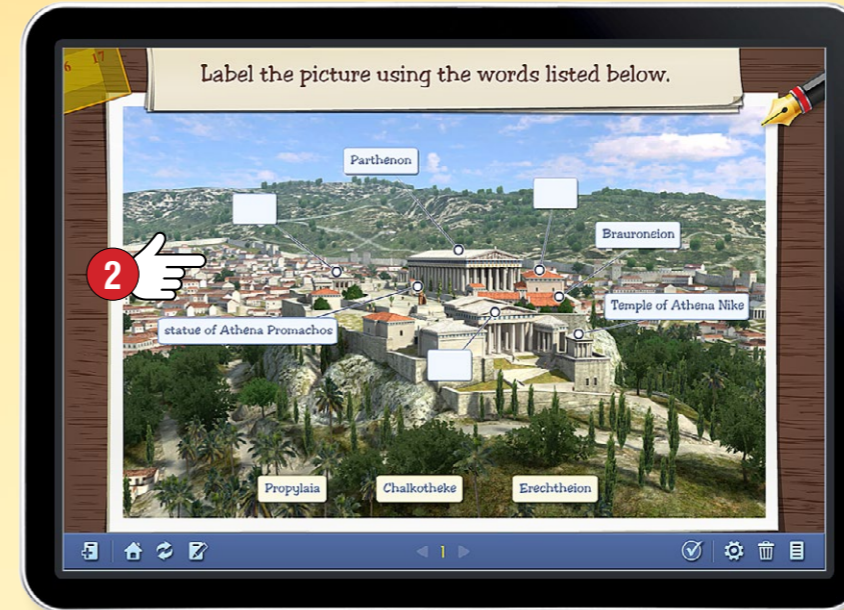 6 17
Label the picture using the words listed below.
Parthenon
Brauroneion
2
Temple of Athena Nike
statue of Athena Promachos
Propylaia
Chalkotheke
Erechtheion
1